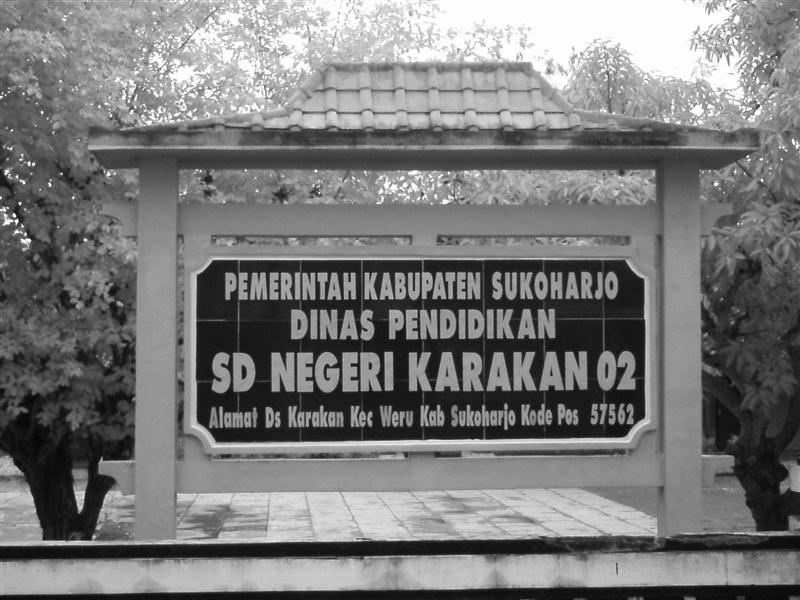 PEMERINTAH KABUPATEN SUKOHARJO
DINAS PENDIDIKAN
SD NEGERI KARAKAN 02
Alamat Ds Karakan Kec Weru Kab Sukoharjo Kode Pos 57562